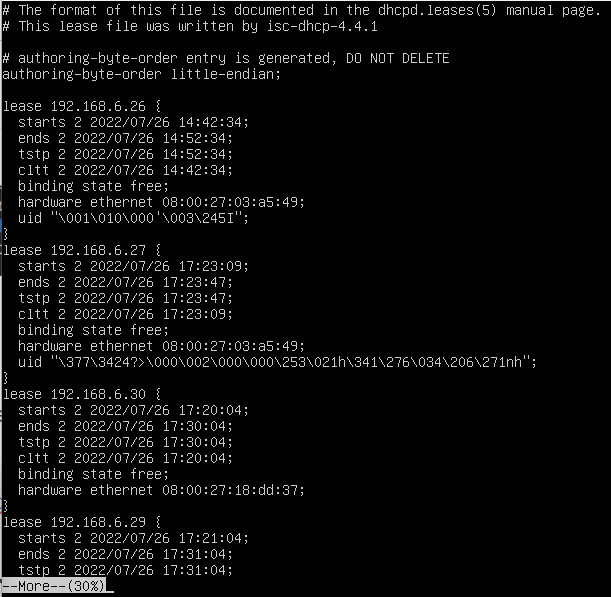 # The format of this file is documented in the dhcpd.leases(5) manual page.
# This lease file was written by isc-dhcp-4.4.1

# authoring-byte-order entry is generated, DO NOT DELETE
authoring-byte-order little-endian;

lease 192.168.6.26 {
  starts 2 2022/07/26 14:42:34;
  ends 2 2022/07/26 14:52:34;
  tstp 2 2022/07/26 14:52:34;
  cltt 2 2022/07/26 14:42:34;
  binding state free;
  hardware ethernet 08:00:27:03:a5:49;
  uid "\001\010\000'\003\245I";
}
lease 192.168.6.27 {
  starts 2 2022/07/26 17:23:09;
  ends 2 2022/07/26 17:23:47;
  tstp 2 2022/07/26 17:23:47;
  cltt 2 2022/07/26 17:23:09;
  binding state free;
  hardware ethernet 08:00:27:03:a5:49;
  uid "\377\3424?>\000\002\000\000\253\021h\341\276\034\206\271nh";
}
lease 192.168.6.30 {
  starts 2 2022/07/26 17:20:04;
  ends 2 2022/07/26 17:30:04;
  tstp 2 2022/07/26 17:30:04;
  cltt 2 2022/07/26 17:20:04;
  binding state free;
  hardware ethernet 08:00:27:18:dd:37;
}
lease 192.168.6.29 {
  starts 2 2022/07/26 17:21:04;
  ends 2 2022/07/26 17:31:04;
  tstp 2 2022/07/26 17:31:04;
--More--(30%)